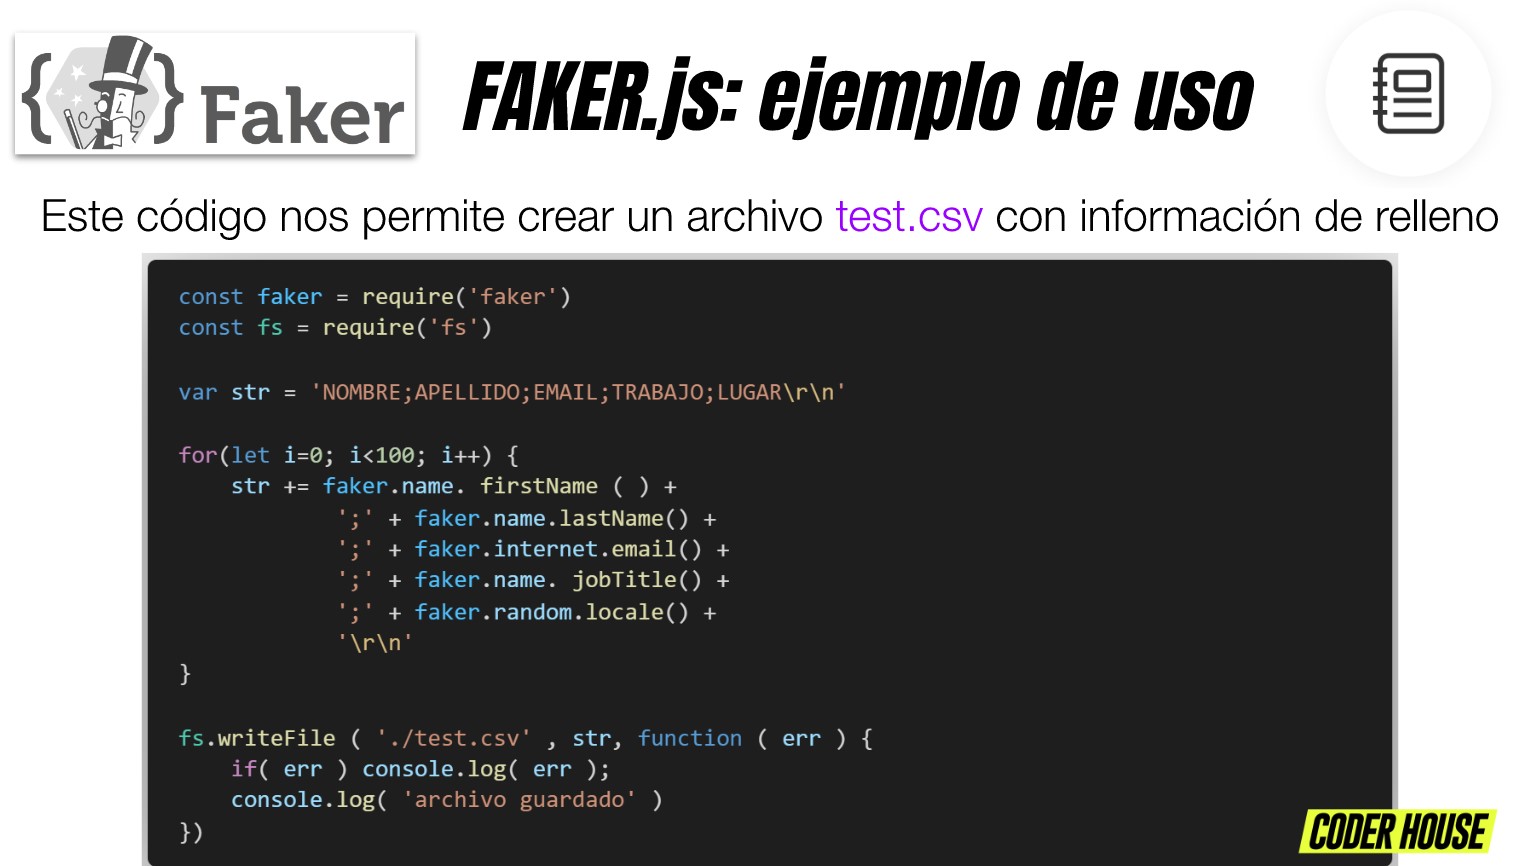 { } Faker
FAKER.js: ejemplo de uso
Este código nos permite crear un archivo test.csv con información de relleno
const faker = require('faker')
const fs = require('fs')
var str = 'NOMBRE;APELLIDO;EMAIL;TRABAJO;LUGAR\r\n'
for(let i=0; i<100; i++) {
    str += faker.name. firstName ( ) +
            ';' + faker.name.lastName() +
            ';' + faker.internet.email() +
            ';' + faker.name. jobTitle() +
            ';' + faker.random.locale() +
            '\r\n'
}
fs.writeFile ( './test.csv' , str, function ( err ) {
    if( err ) console.log( err );
    console.log( 'archivo guardado' )
})
CODER HOUSE